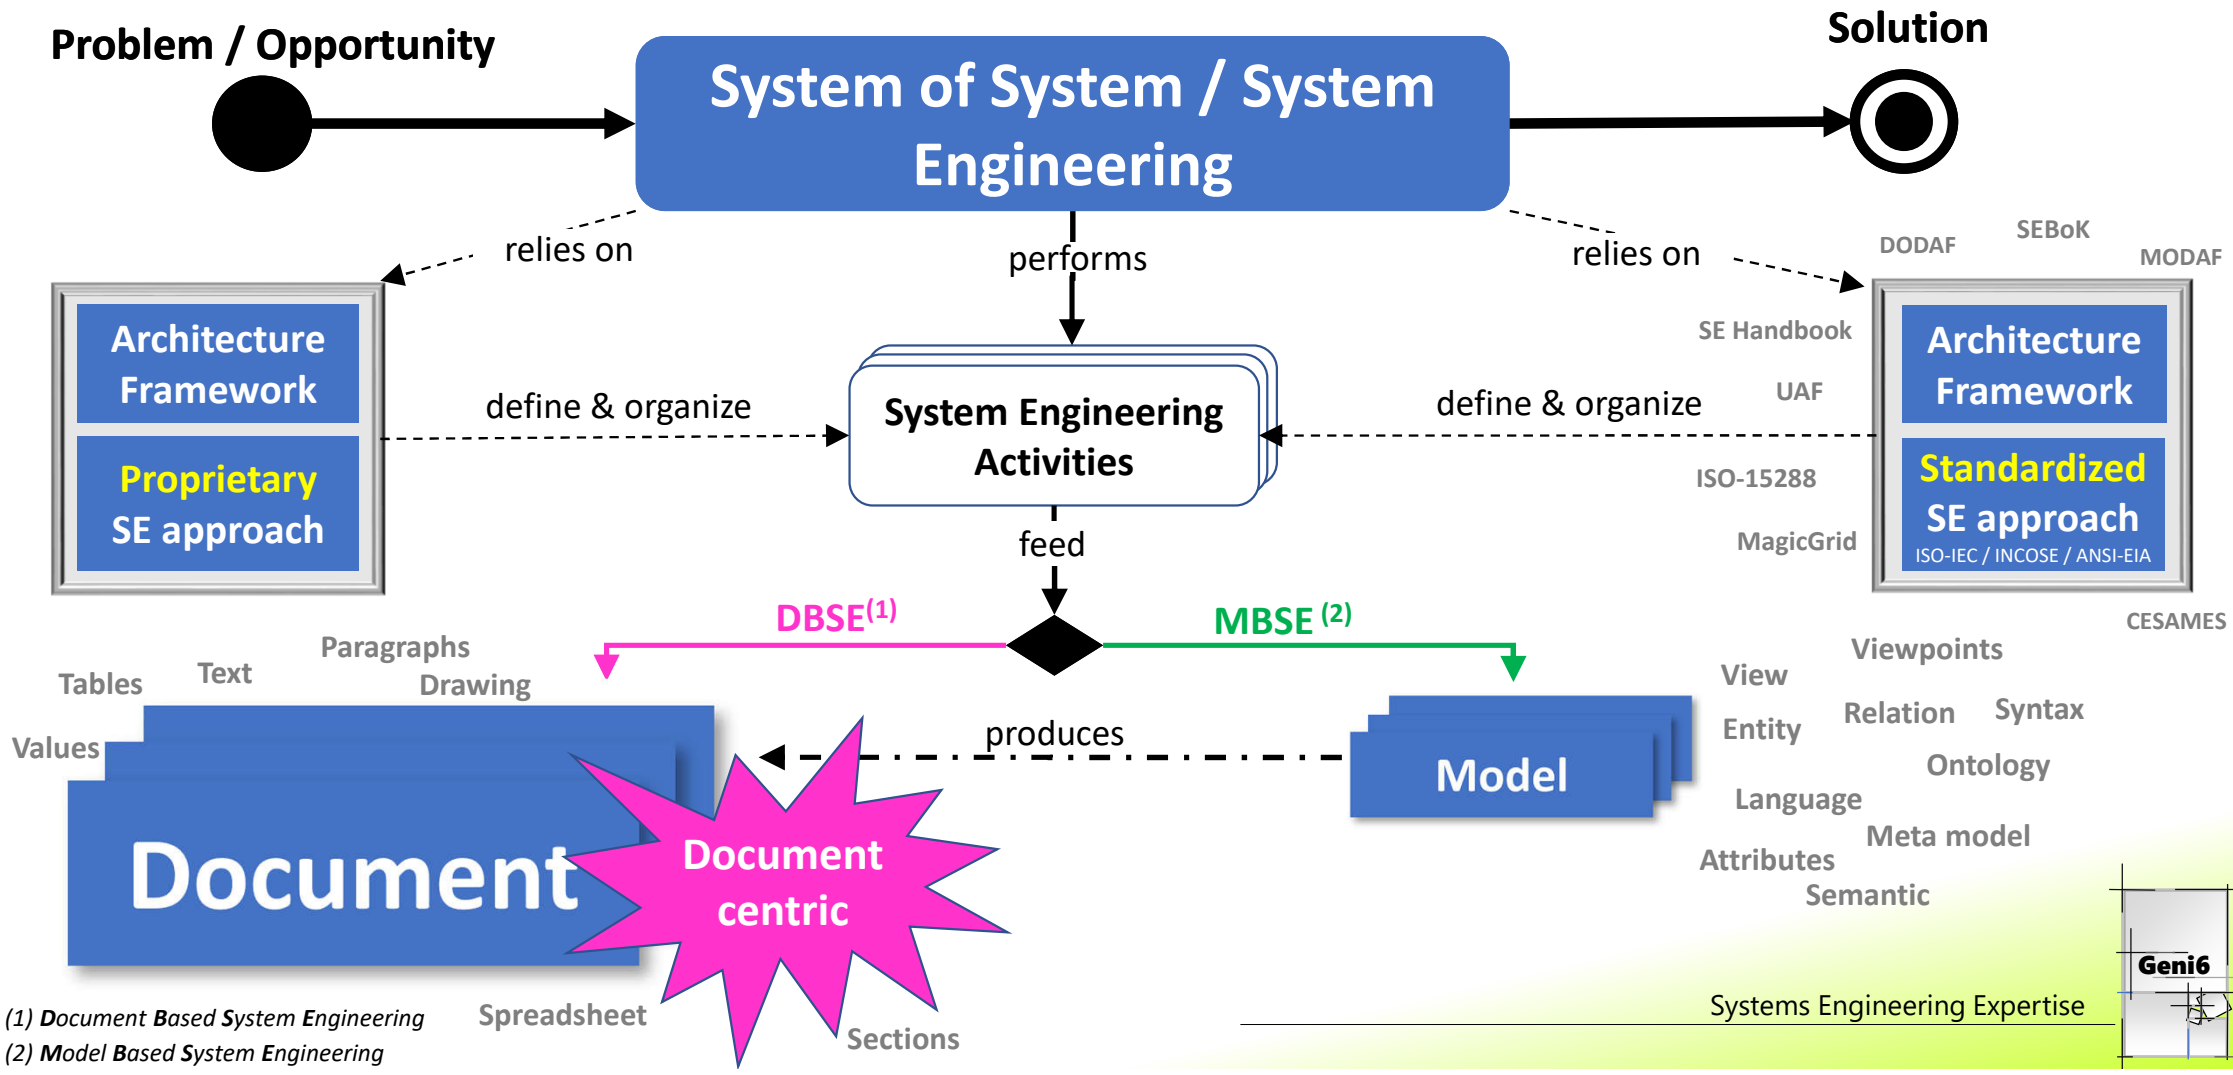 Problem / Opportunity
System of System / System
Engineering
Solution
relies on
performs
relies on
DODAF
SEBoK
MODAF
Architecture
Framework
Proprietary
SE approach
define & organize
System Engineering
Activities
define & organize
SE Handbook
UAF
ISO-15288
MagicGrid
Architecture
Framework
Standardized
SE approach
ISO-IEC / INCOSE / ANSI-EIA
CESAMES
feed
DBSE(1)
MBSE (2)
Paragraphs
Text
Tables
Drawing
Values
Document
Document
centric
Spreadsheet
Sections
produces
Model
Viewpoints
View
Relation
Syntax
Entity
Ontology
Language
Meta model
Attributes
Semantic
(1) Document Based System Engineering
(2) Model Based System Engineering
Systems Engineering Expertise
Geni6